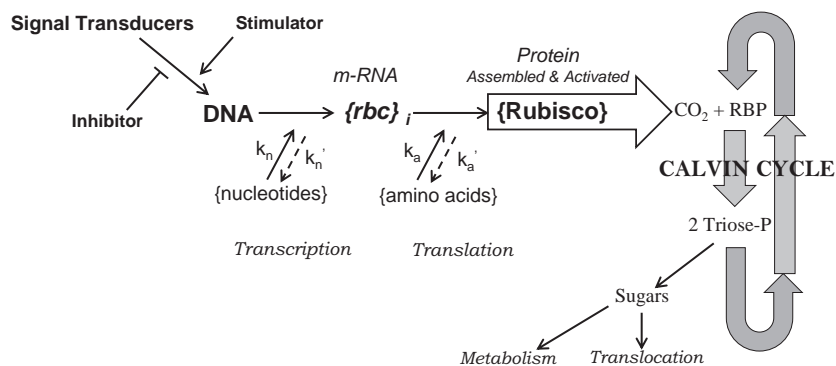 Signal Transducers
Stimulator
Inhibitor
Protein
Assembled & Activated
m-RNA
DNA
{rbc} i
{Rubisco}
CO2 + RBP
kn
kn'
ka
ka'
{nucleotides}
{amino acids}
CALVIN CYCLE
Transcription
Translation
2 Triose-P
Sugars
Metabolism
Translocation